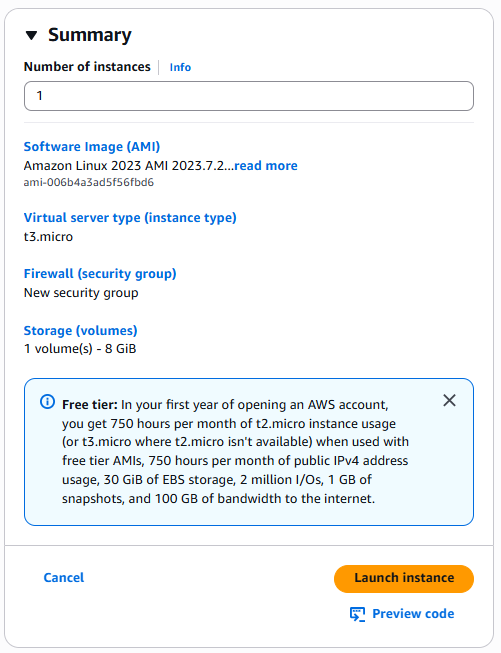 Summary
Number of instances Info
1
Software Image (AMI)
Amazon Linux 2023 AMI 2023.7.2...read more
ami-006b4a3ad5f56fbd6
Virtual server type (instance type)
t3.micro
Firewall (security group)
New security group
Storage (volumes)
1 volume(s) - 8 GiB
Free tier: In your first year of opening an AWS account,
you get 750 hours per month of t2.micro instance usage
(or t3.micro where t2.micro isn't available) when used with
free tier AMIs, 750 hours per month of public IPv4 address
usage, 30 GiB of EBS storage, 2 million I/Os, 1 GB of
snapshots, and 100 GB of bandwidth to the internet.
Cancel
Launch instance
Preview code